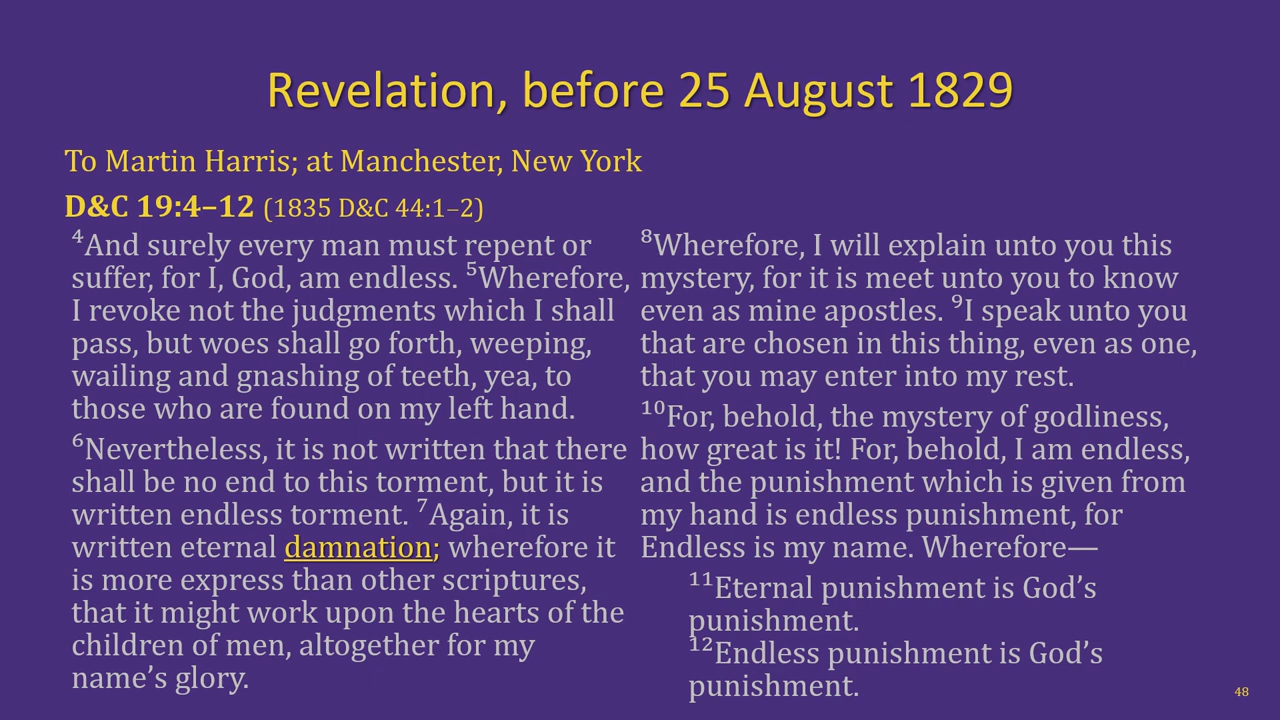 Revelation, before 25 August 1829
To Martin Harris; at Manchester, New York
D&C 19:4–12 (1835 D&C 44:1–2)
⁴And surely every man must repent or
suffer, for I, God, am endless. ⁵Wherefore,
I revoke not the judgments which I shall
pass, but woes shall go forth, weeping,
wailing and gnashing of teeth, yea, to
those who are found on my left hand.
⁶Nevertheless, it is not written that there
shall be no end to this torment, but it is
written endless torment. ⁷Again, it is
written eternal damnation; wherefore it
is more express than other scriptures,
that it might work upon the hearts of the
children of men, altogether for my
name’s glory.
⁸Wherefore, I will explain unto you this
mystery, for it is meet unto you to know
even as mine apostles. ⁹I speak unto you
that are chosen in this thing, even as one,
that you may enter into my rest.
¹⁰For, behold, the mystery of godliness,
how great is it! For, behold, I am endless,
and the punishment which is given from
my hand is endless punishment, for
Endless is my name. Wherefore—
¹¹Eternal punishment is God’s
punishment.
¹²Endless punishment is God’s
punishment.
48